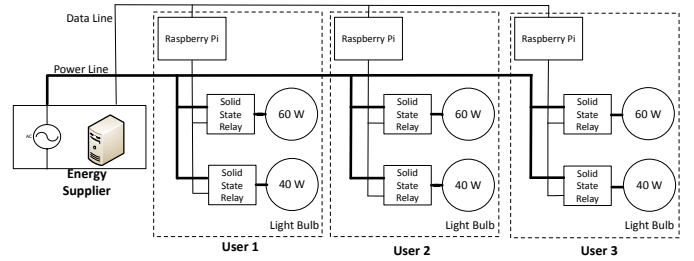 Data Line
Raspberry Pi
Raspberry Pi
Raspberry Pi
Power Line
AC
Energy
Supplier
Solid
State
Relay
60 W
Solid
State
Relay
40 W
Light Bulb
User 1
Solid
State
Relay
60 W
Solid
State
Relay
40 W
Light Bulb
User 2
Solid
State
Relay
60 W
Solid
State
Relay
40 W
Light Bulb
User 3